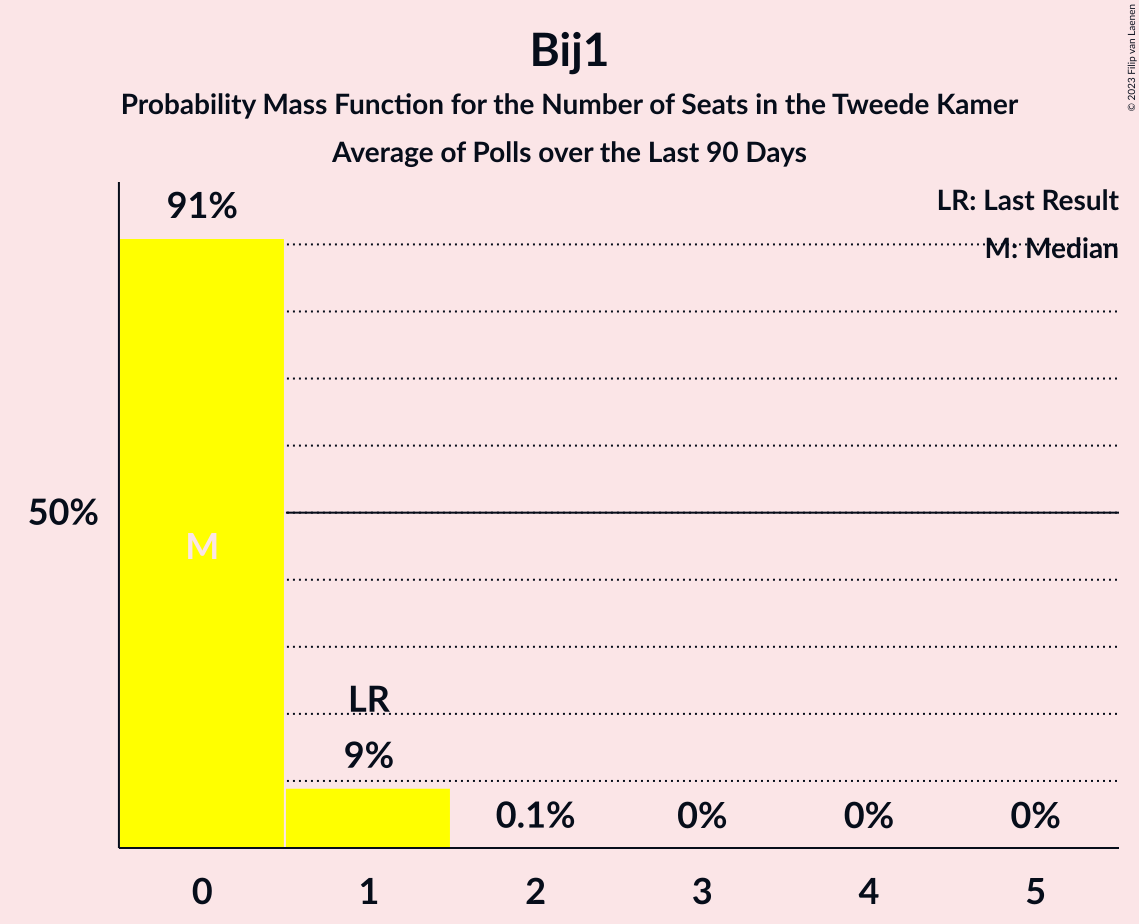 Bij1
Probability Mass Function for the Number of Seats in the Tweede Kamer
Average of Polls over the Last 90 Days
© 2023 Filip van Laenen
LR: Last Result
M: Median
91%
50%
M
LR
9%
0.1%
0%
0%
0%
0 1 2 3 4 5